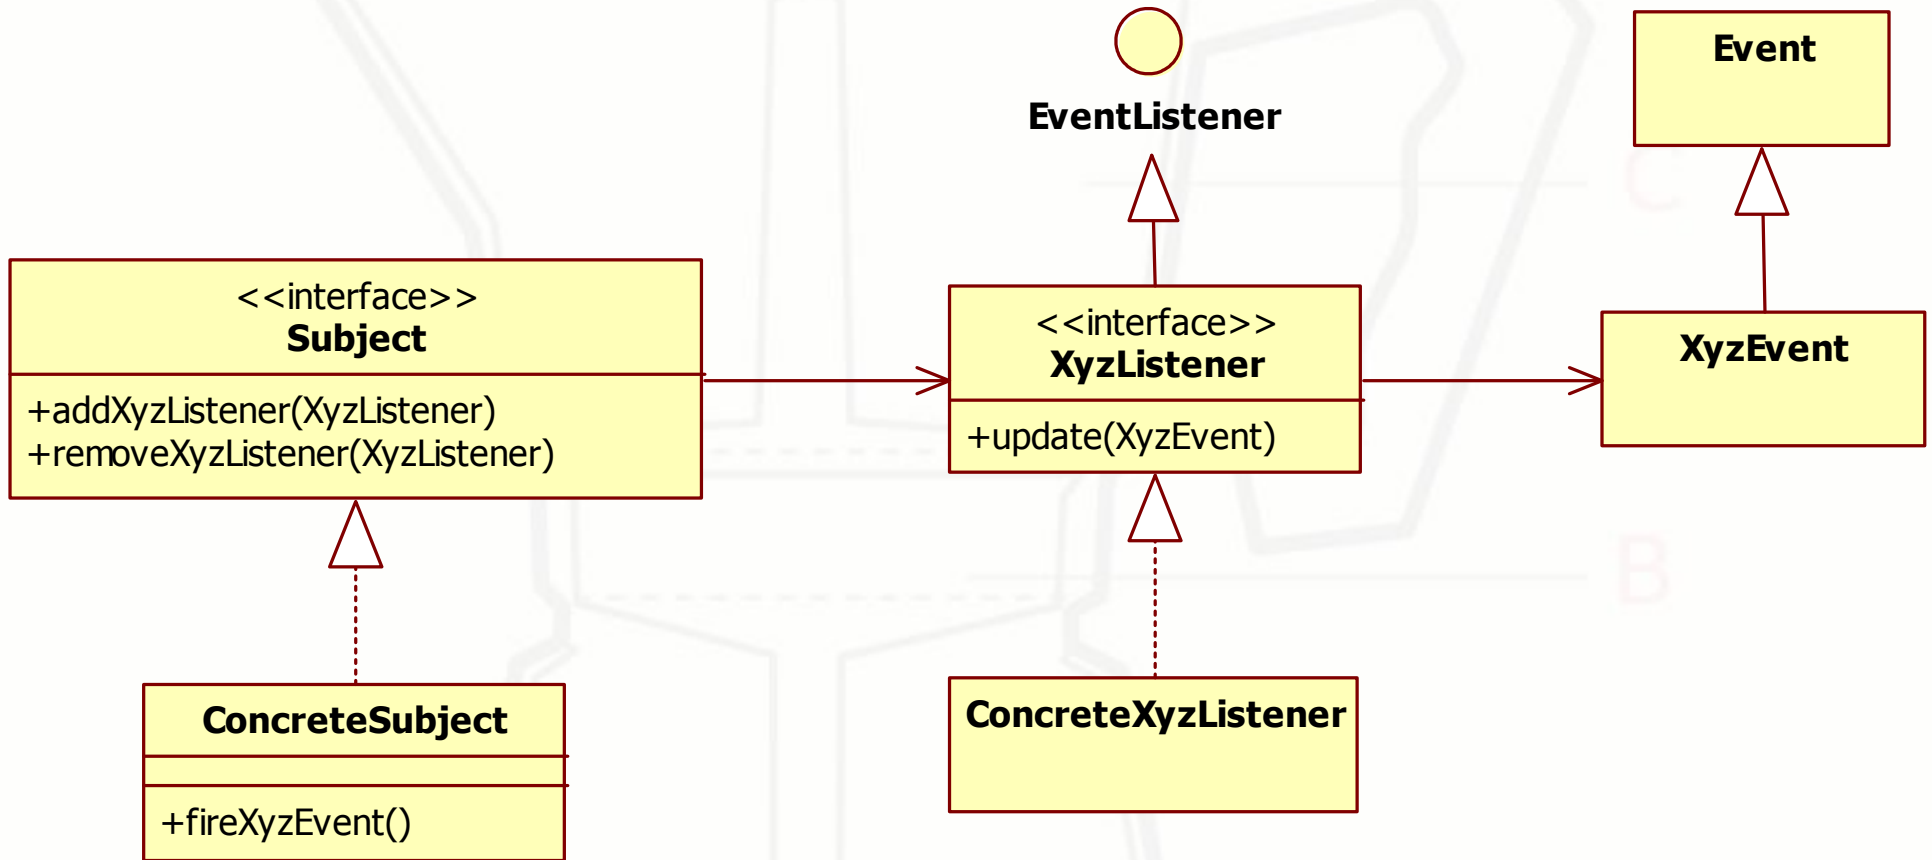 EventListener
Event
<<interface>>
Subject
+addXyzListener(XyzListener)
+removeXyzListener(XyzListener)
<<interface>>
XyzListener
+update(XyzEvent)
XyzEvent
ConcreteSubject
+fireXyzEvent()
ConcreteXyzListener
C
B